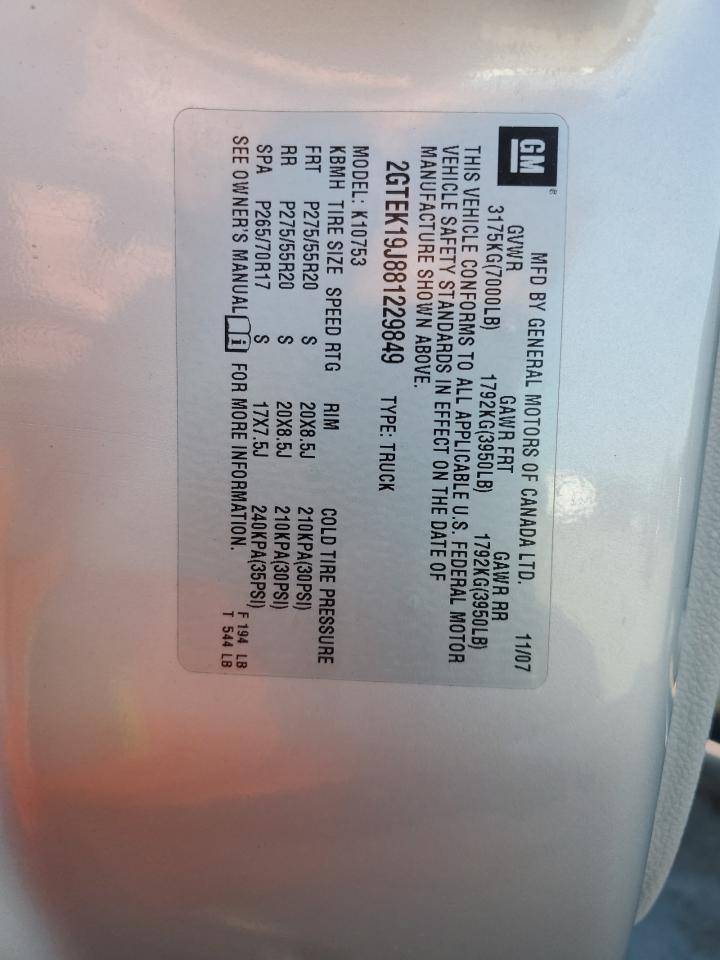 GM ®
MFD BY GENERAL MOTORS OF CANADA LTD. 11/07
GVWR GAWR FRT GAWR RR
3175KG(7000LB) 1792KG(3950LB) 1792KG(3950LB)
THIS VEHICLE CONFORMS TO ALL APPLICABLE U.S. FEDERAL MOTOR
VEHICLE SAFETY STANDARDS IN EFFECT ON THE DATE OF
MANUFACTURE SHOWN ABOVE.
2GTEK19J881229849 TYPE: TRUCK
MODEL: K10753
KBMH TIRE SIZE SPEED RTG RIM COLD TIRE PRESSURE
FRT P275/55R20 S 20X8.5J 210KPA(30PSI)
RR P275/55R20 S 20X8.5J 210KPA(30PSI)
SPA P265/70R17 S 17X7.5J 240KPA(35PSI)
SEE OWNER'S MANUAL i FOR MORE INFORMATION.
F 194 LB
T 544 LB